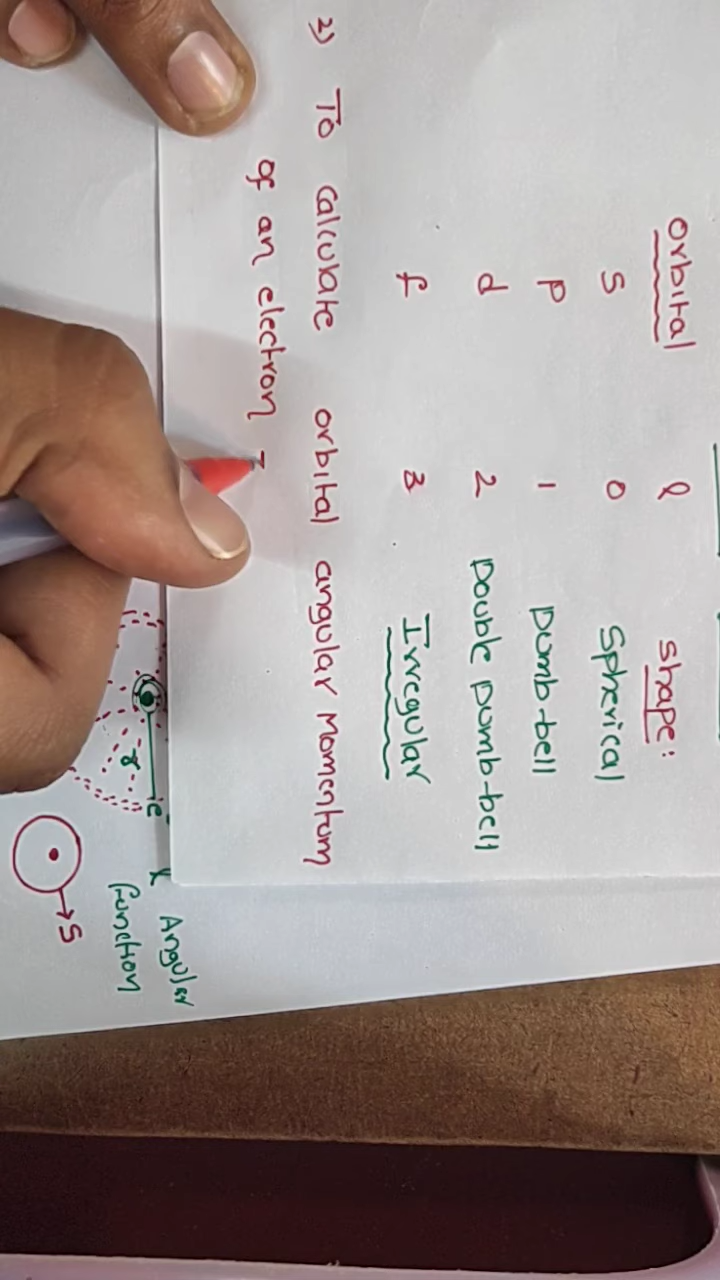 orbital l shape:
s 0 Spherical
p 1 Dumb-bell
d 2 Double Dumb-bell
f 3 Irregular
2) To calculate orbital angular Momentum
of an electron -
Angular
function
e
r
S